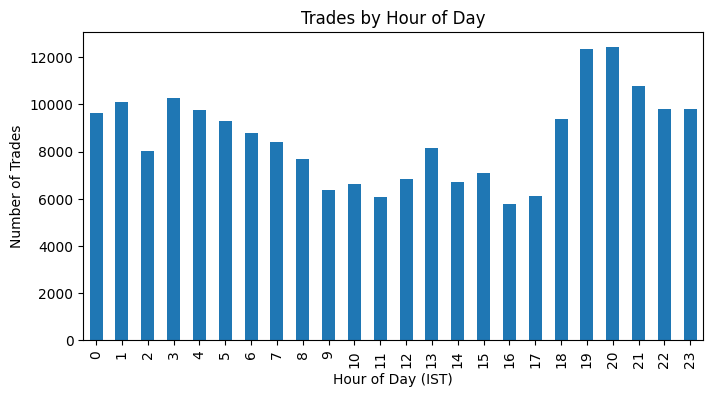 Trades by Hour of Day
Number of Trades
12000
10000
8000
6000
4000
2000
0
0 1 2 3 4 5 6 7 8 9 10 11 12 13 14 15 16 17 18 19 20 21 22 23
Hour of Day (IST)